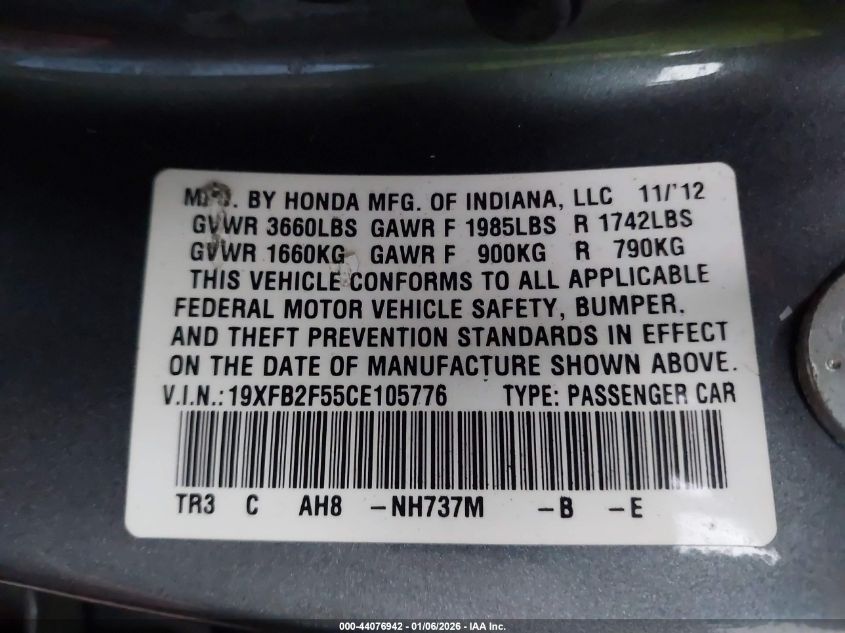 MFD. BY HONDA MFG. OF INDIANA, LLC 11/'12
GVWR 3660LBS GAWR F 1985LBS R 1742LBS
GVWR 1660KG GAWR F 900KG R 790KG
THIS VEHICLE CONFORMS TO ALL APPLICABLE
FEDERAL MOTOR VEHICLE SAFETY, BUMPER.
AND THEFT PREVENTION STANDARDS IN EFFECT
ON THE DATE OF MANUFACTURE SHOWN ABOVE.
V.I.N.:19XFB2F55CE105776 TYPE: PASSENGER CAR
TR3 C AH8 -NH737M -B -E
000-44076942 - 01/06/2026 - IAA Inc.